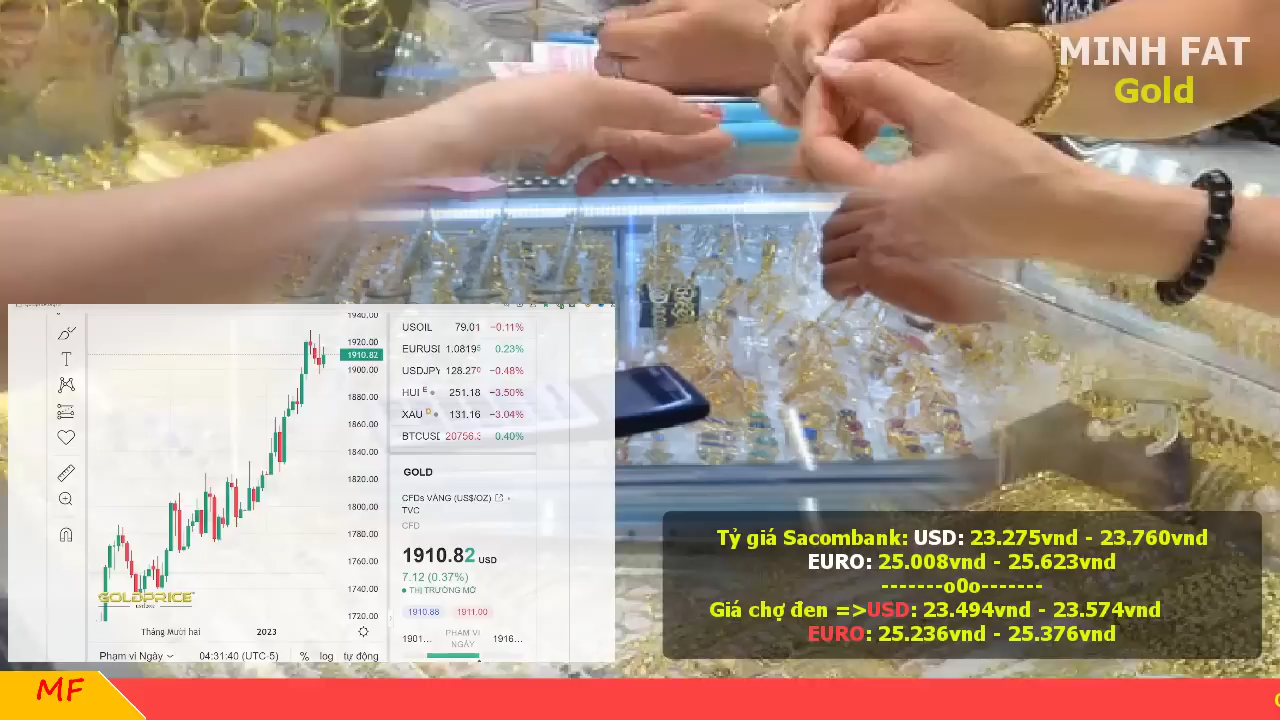 MINH FAT
Gold
1940.00
1920.00
1910.82
1900.00
1880.00
1860.00
1840.00
1820.00
1800.00
1780.00
1760.00
1740.00
1720.00
GOLDPRICE
Tháng Mười hai 2023
Phạm vi Ngày 04:31:40 (UTC-5) % log tự động
USOIL 79.01 −0.11%
EURUSI 1.0819⁵ 0.23%
USDJPY 128.27⁰ −0.48%
HUI E 251.18 −3.50%
XAU D 131.16 −3.04%
BTCUSI 20756.3 0.40%
GOLD
CFDs VÀNG (US$/OZ)
TVC
CFD
1910.82 USD
7.12 (0.37%)
THỊ TRƯỜNG MỞ
1910.88 1911.00
1901... PHẠM VI NGÀY 1916...
Tỷ giá Sacombank: USD: 23.275vnd - 23.760vnd
EURO: 25.008vnd - 25.623vnd
-------o0o-------
Giá chợ đen =>USD: 23.494vnd - 23.574vnd
EURO: 25.236vnd - 25.376vnd
MF